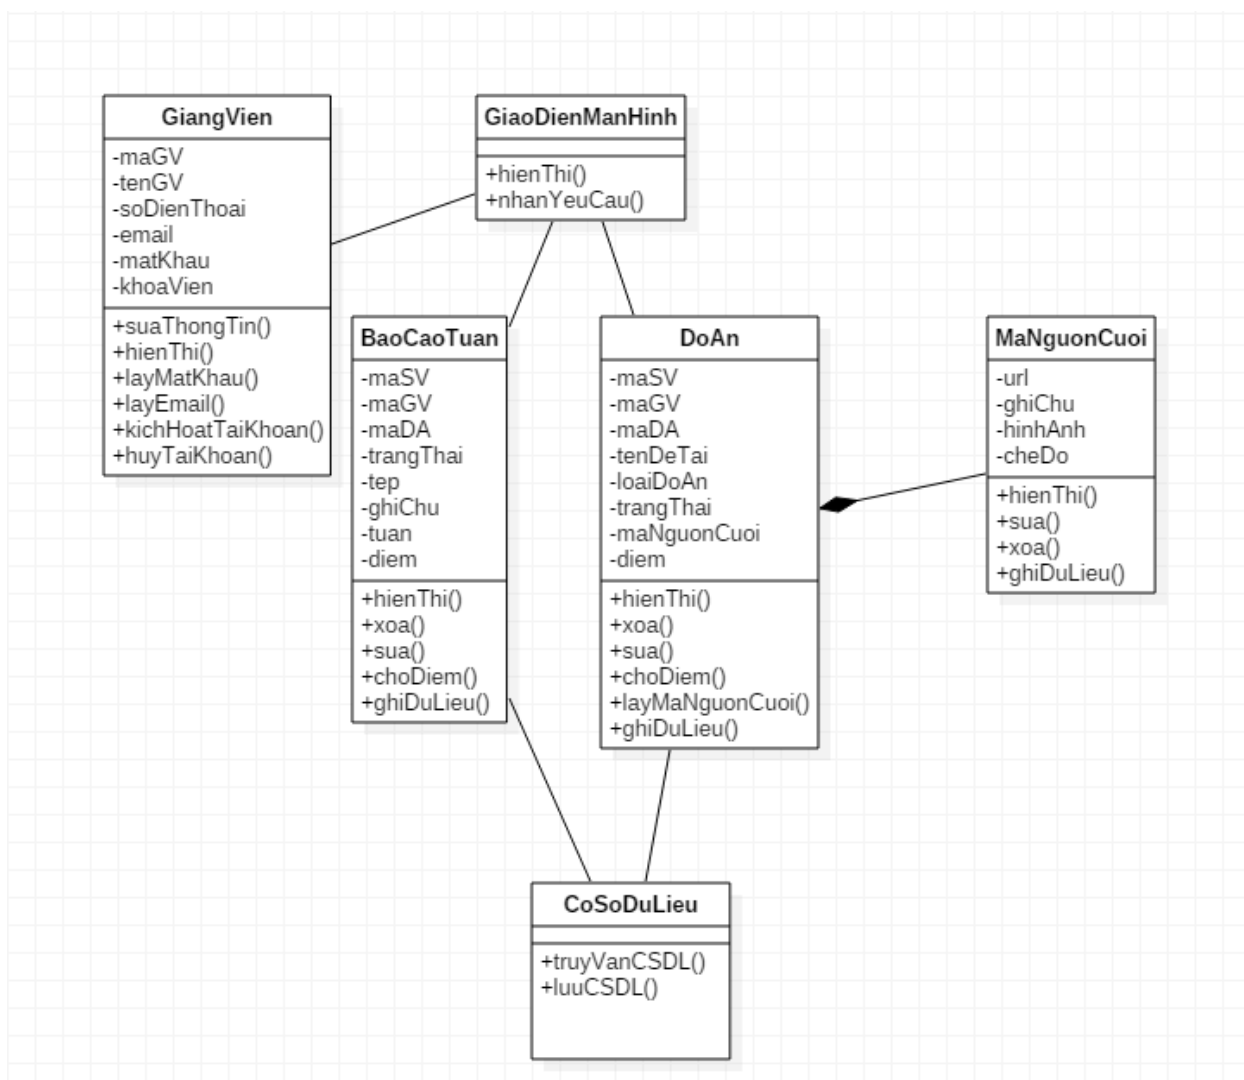 GiangVien
-maGV
-tenGV
-soDienThoai
-email
-matKhau
-khoaVien
+suaThongTin()
+hienThi()
+layMatKhau()
+layEmail()
+kichHoatTaiKhoan()
+huyTaiKhoan()
GiaoDienManHinh
+hienThi()
+nhanYeuCau()
BaoCaoTuan
-maSV
-maGV
-maDA
-trangThai
-tep
-ghiChu
-tuan
-diem
+hienThi()
+xoa()
+sua()
+choDiem()
+ghiDuLieu()
DoAn
-maSV
-maGV
-maDA
-tenDeTai
-loaiDoAn
-trangThai
-maNguonCuoi
-diem
+hienThi()
+xoa()
+sua()
+choDiem()
+layMaNguonCuoi()
+ghiDuLieu()
MaNguonCuoi
-url
-ghiChu
-hinhAnh
-cheDo
+hienThi()
+sua()
+xoa()
+ghiDuLieu()
CoSoDuLieu
+truyVanCSDL()
+luuCSDL()